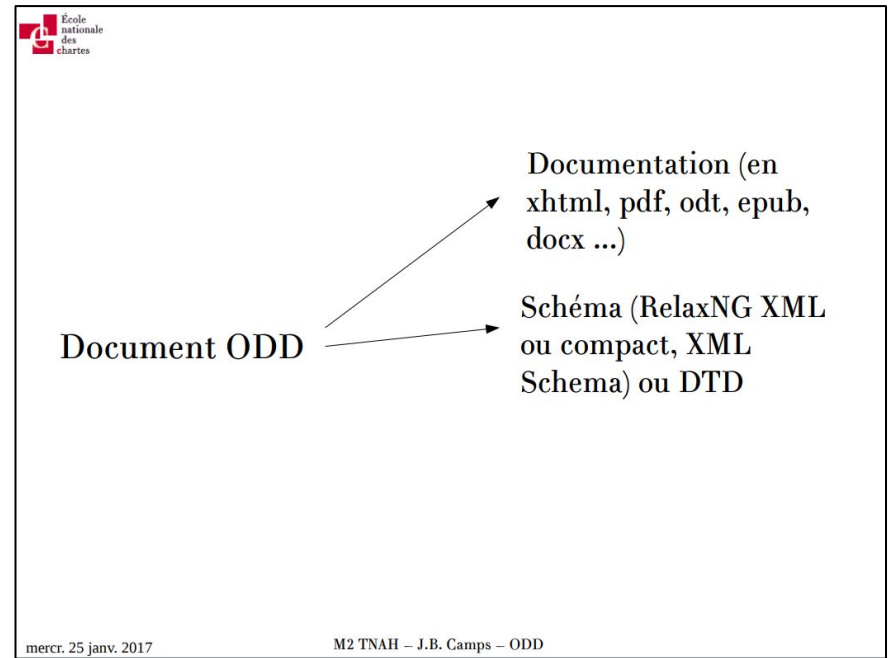 École
nationale
des
chartes
Documentation (en
xhtml, pdf, odt, epub,
docx ...)
Document ODD
Schéma (RelaxNG XML
ou compact, XML
Schema) ou DTD
mercr. 25 janv. 2017
M2 TNAH – J.B. Camps – ODD